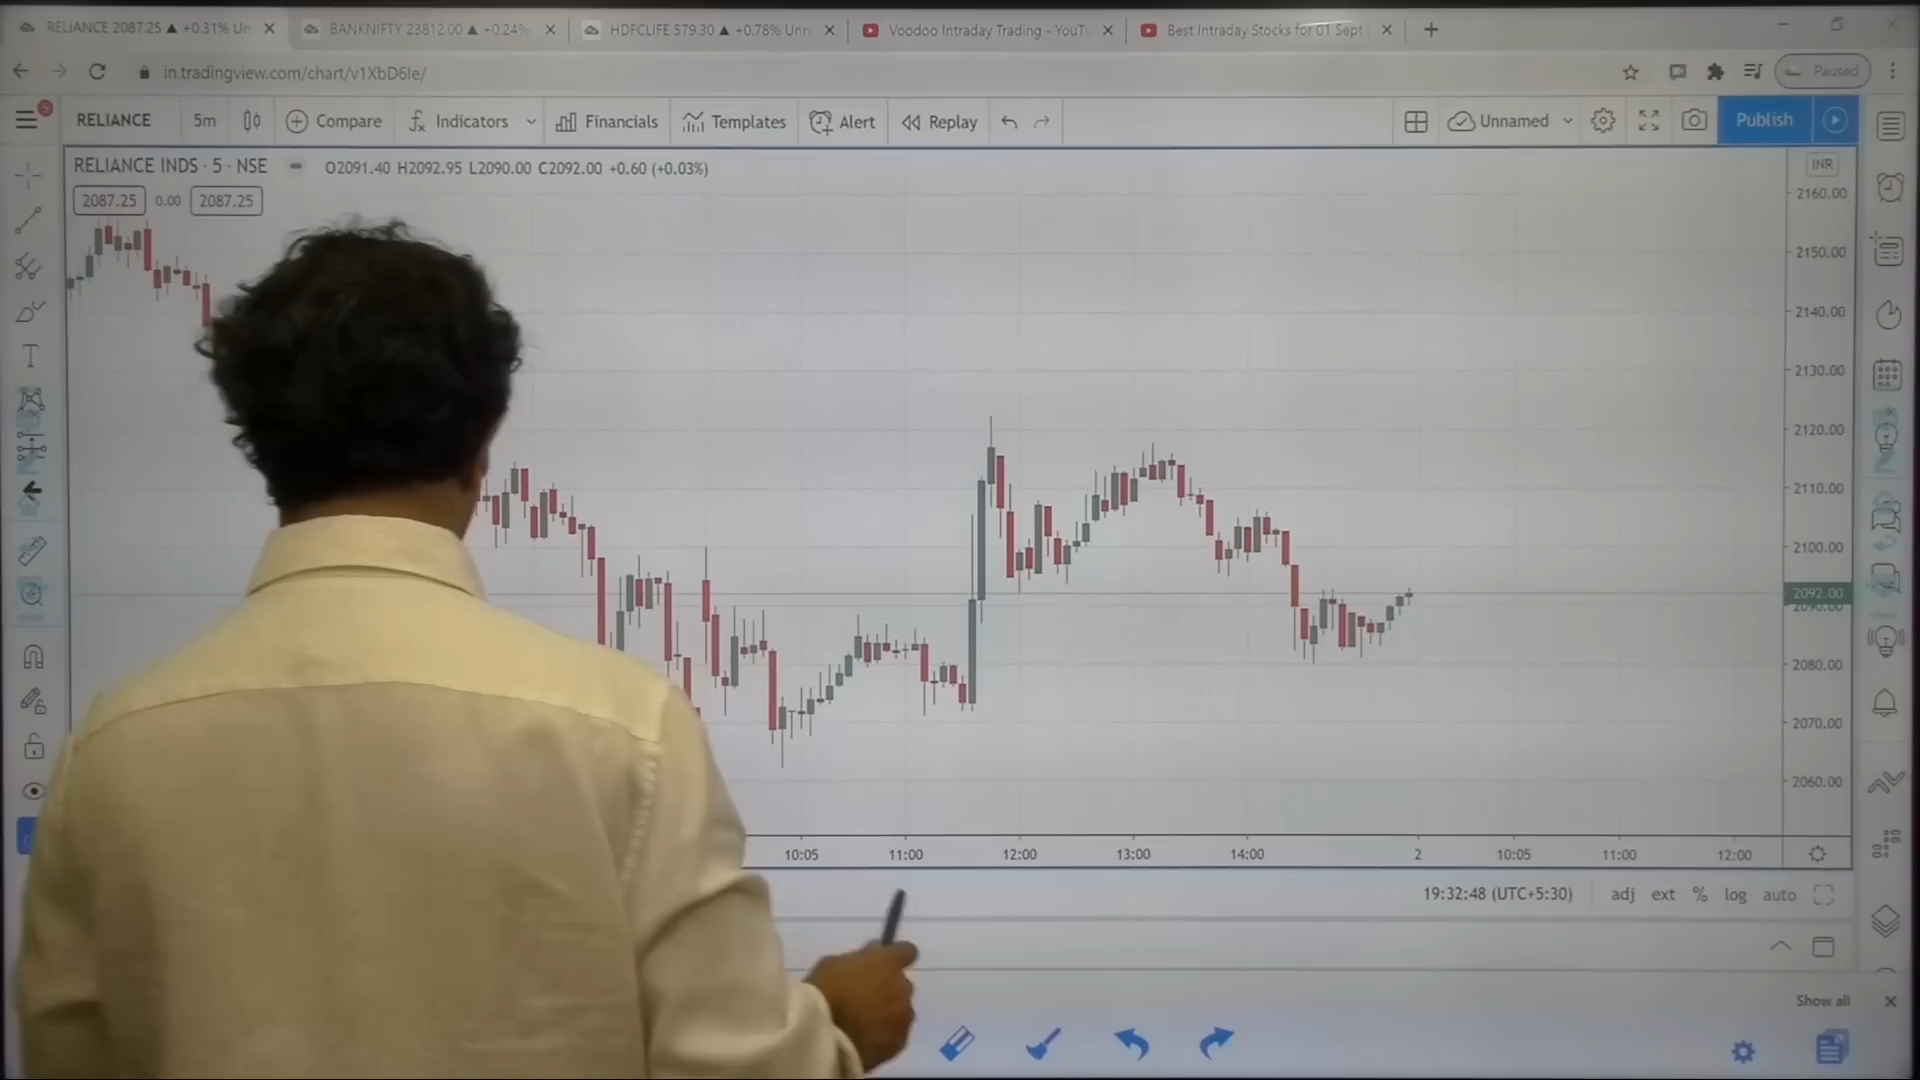 RELIANCE 2087.25 ▲ +0.31% Un
BANKNIFTY 23812.00 ▲ +0.24%
HDFCLIFE 579.30 ▲ +0.78% Unn
Voodoo Intraday Trading - YouTu
Best Intraday Stocks for 01 Sept
in.tradingview.com/chart/v1XbD6Ie/
Paused
5
RELIANCE
5m
Compare
Indicators
Financials
Templates
Alert
Replay
Unnamed
Publish
RELIANCE INDS · 5 · NSE
O2091.40 H2092.95 L2090.00 C2092.00 +0.60 (+0.03%)
INR
2087.25
0.00
2087.25
2160.00
2150.00
2140.00
2130.00
2120.00
2110.00
2100.00
2092.00
2090.00
2080.00
2070.00
2060.00
10:05
11:00
12:00
13:00
14:00
2
10:05
11:00
12:00
19:32:48 (UTC+5:30)
adj
ext
%
log
auto
Show all